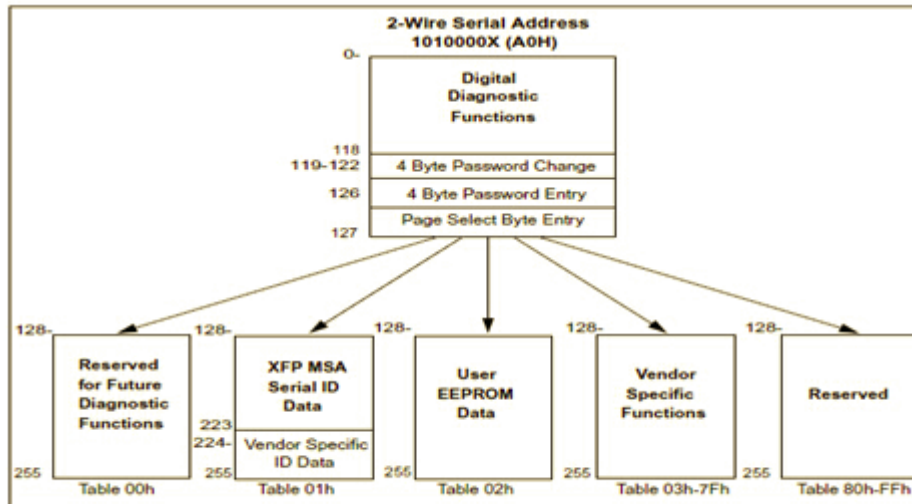 2-Wire Serial Address
1010000X (A0H)
0-
Digital
Diagnostic
Functions
118
119-122
4 Byte Password Change
126
4 Byte Password Entry
Page Select Byte Entry
127
128-
Reserved
for Future
Diagnostic
Functions
255
Table 00h
128-
XFP MSA
Serial ID
Data
223
224-
Vendor Specific
ID Data
255
Table 01h
128-
User
EEPROM
Data
255
Table 02h
128-
Vendor
Specific
Functions
255
Table 03h-7Fh
128-
Reserved
255
Table 80h-FFh